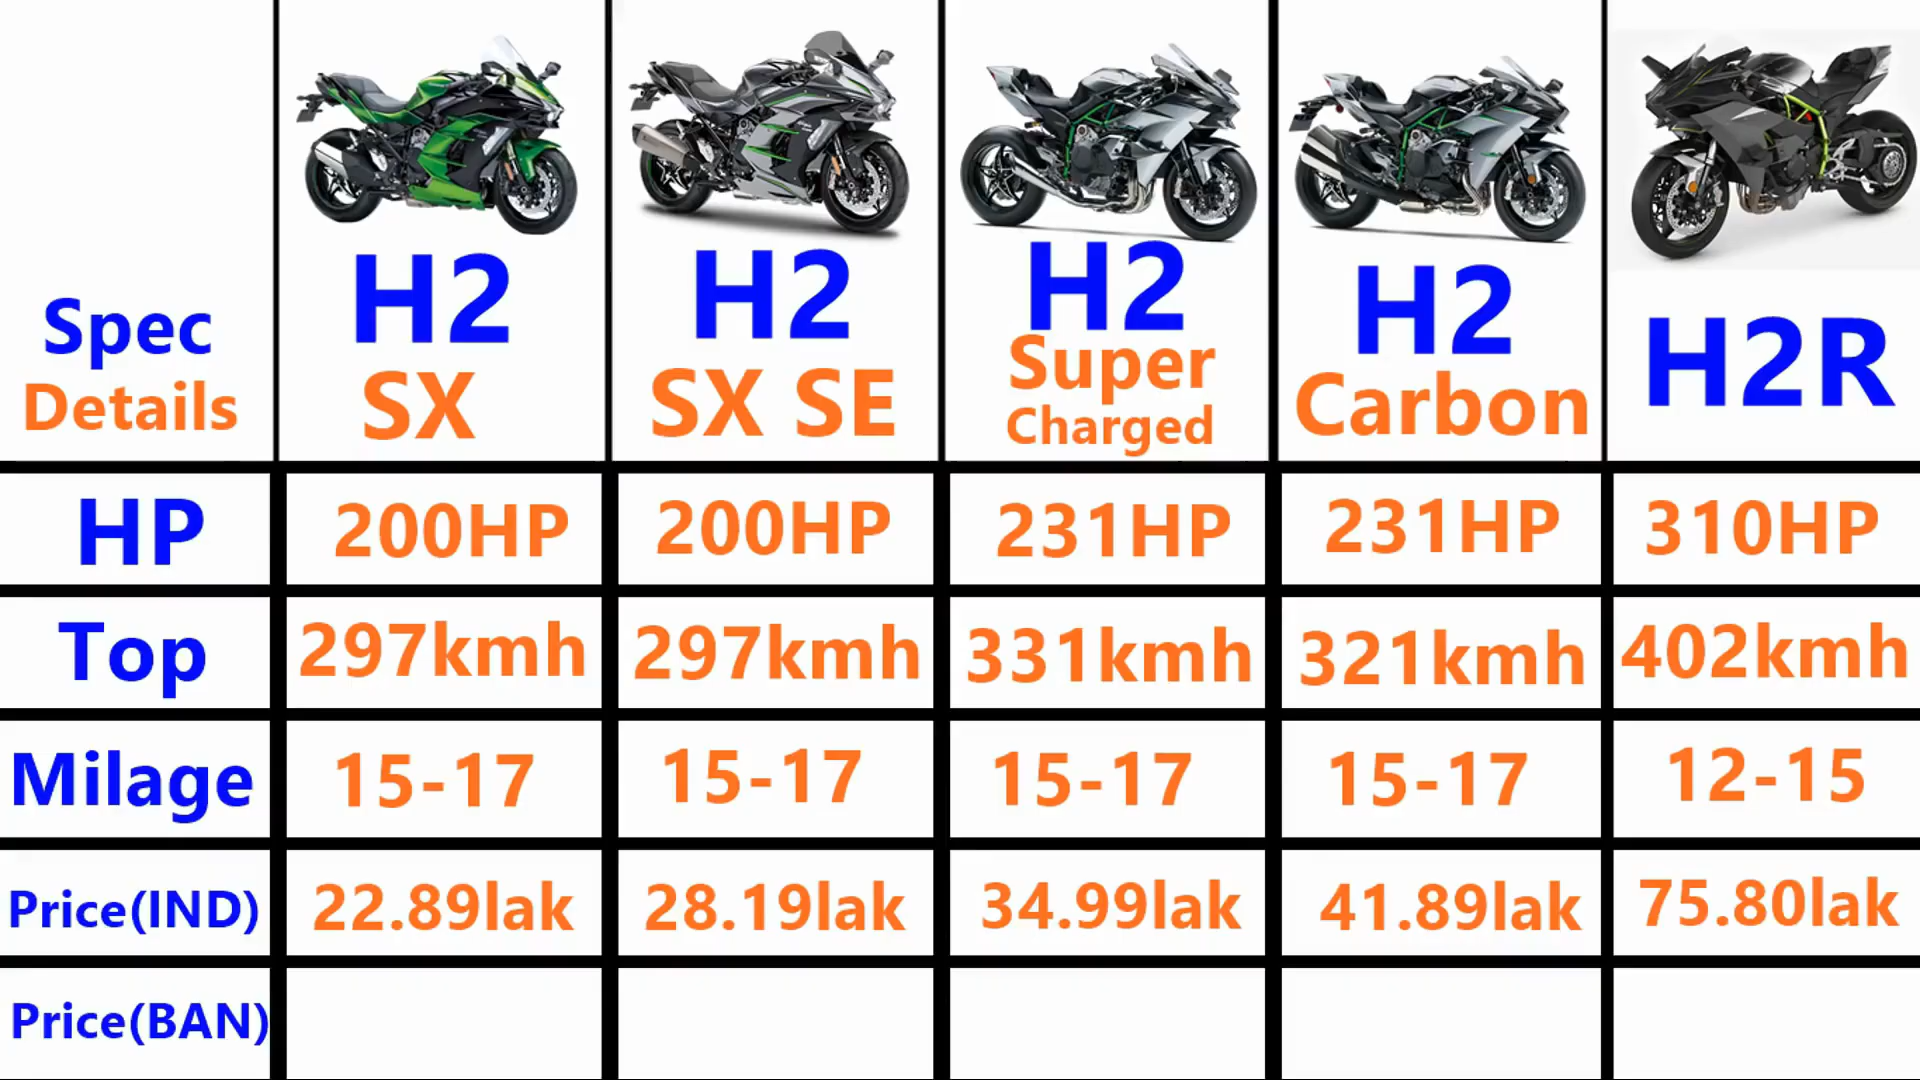 Spec
Details
H2
SX
H2
SX SE
H2
Super
Charged
H2
Carbon
H2R
HP
200HP
200HP
231HP
231HP
310HP
Top
297kmh
297kmh
331kmh
321kmh
402kmh
Milage
15-17
15-17
15-17
15-17
12-15
Price(IND)
22.89lak
28.19lak
34.99lak
41.89lak
75.80lak
Price(BAN)